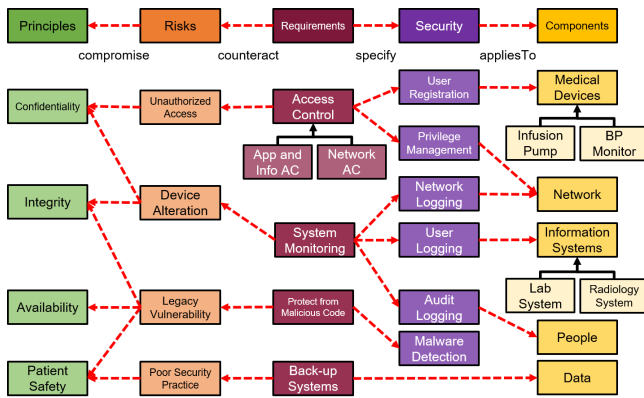 Principles
Risks
Requirements
Security
Components
compromise
counteract
specify
appliesTo
Confidentiality
Unauthorized
Access
Access
Control
User
Registration
Medical
Devices
App and
Info AC
Network
AC
Privilege
Management
Infusion
Pump
BP
Monitor
Integrity
Device
Alteration
System
Monitoring
Network
Logging
Network
User
Logging
Information
Systems
Lab
System
Radiology
System
Availability
Legacy
Vulnerability
Protect from
Malicious Code
Audit
Logging
People
Malware
Detection
Patient
Safety
Poor Security
Practice
Back-up
Systems
Data